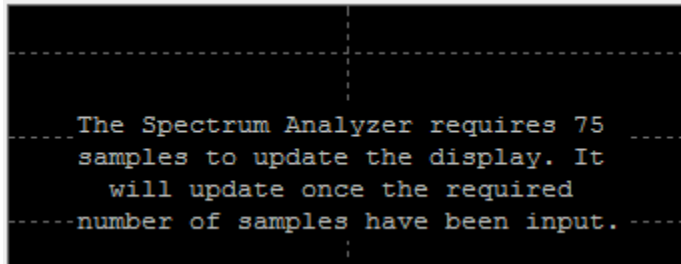 The Spectrum Analyzer requires 75
samples to update the display. It
will update once the required
number of samples have been input.